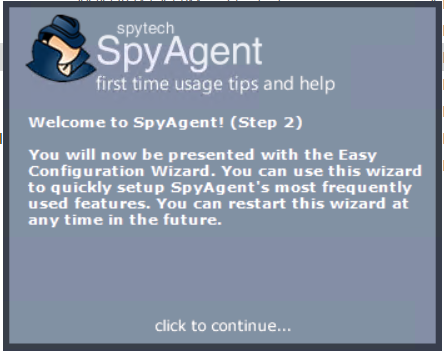 spytech
SpyAgent
first time usage tips and help
Welcome to SpyAgent! (Step 2)
You will now be presented with the Easy
Configuration Wizard. You can use this wizard
to quickly setup SpyAgent's most frequently
used features. You can restart this wizard at
any time in the future.
click to continue...